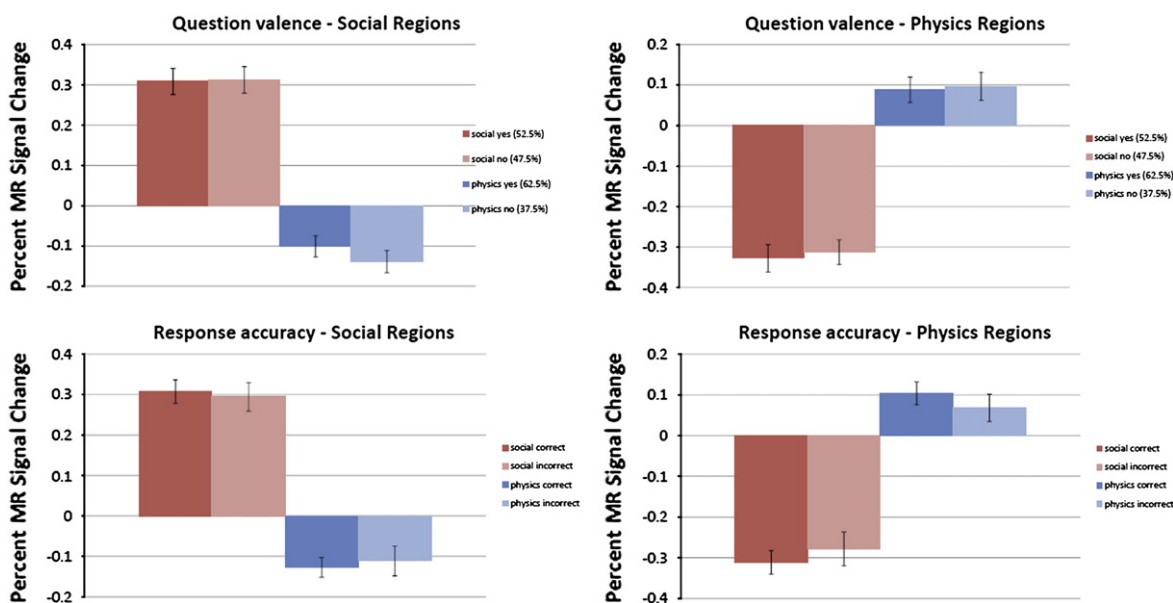 Question valence - Social Regions
Percent MR Signal Change
0.4
0.3
0.2
0.1
0
-0.1
-0.2
social yes (52.5%)
social no (47.5%)
physics yes (62.5%)
physics no (37.5%)
Question valence - Physics Regions
Percent MR Signal Change
0.2
0.1
0
-0.1
-0.2
-0.3
-0.4
social yes (52.5%)
social no (47.5%)
physics yes (62.5%)
physics no (37.5%)
Response accuracy - Social Regions
Percent MR Signal Change
0.4
0.3
0.2
0.1
0
-0.1
-0.2
social correct
social incorrect
physics correct
physics incorrect
Response accuracy - Physics Regions
Percent MR Signal Change
0.2
0.1
0
-0.1
-0.2
-0.3
-0.4
social correct
social incorrect
physics correct
physics incorrect